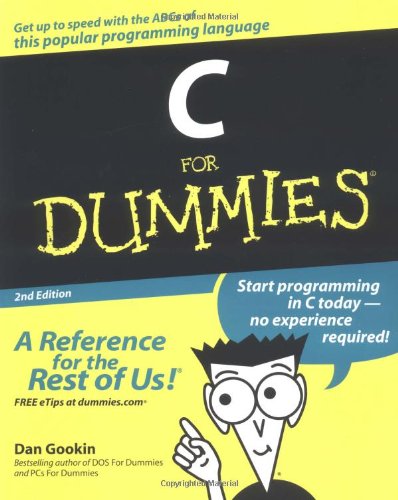 Get up to speed with the ABCs of
this popular programming language
C
FOR
DUMMIES®
2nd Edition
Start programming
in C today —
no experience
required!
A Reference
for the
Rest of Us!®
FREE eTips at dummies.com®
Dan Gookin
Bestselling author of DOS For Dummies
and PCs For Dummies
Copyrighted Material